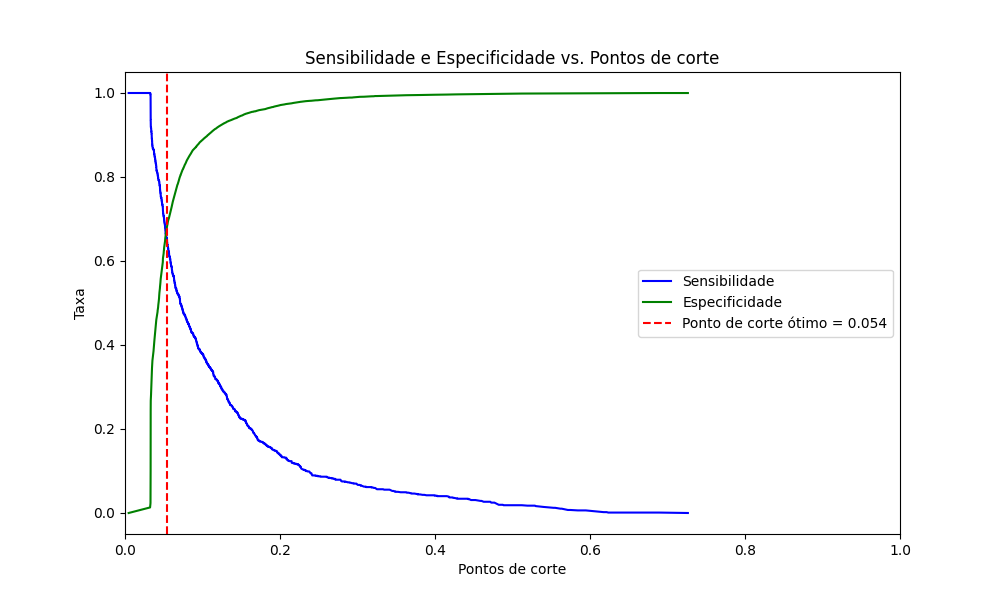 Sensibilidade e Especificidade vs. Pontos de corte
Taxa
1.0
0.8
0.6
0.4
0.2
0.0
Sensibilidade
Especificidade
Ponto de corte ótimo = 0.054
0.0 0.2 0.4 0.6 0.8 1.0
Pontos de corte